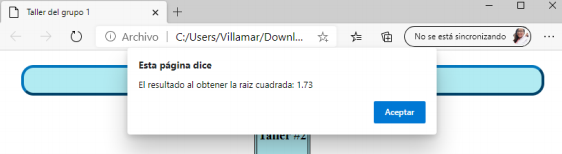 Taller del grupo 1
Archivo | C:/Users/Villamar/Downl...
No se está sincronizando
Esta página dice
El resultado al obtener la raiz cuadrada: 1.73
Aceptar
Taller #2